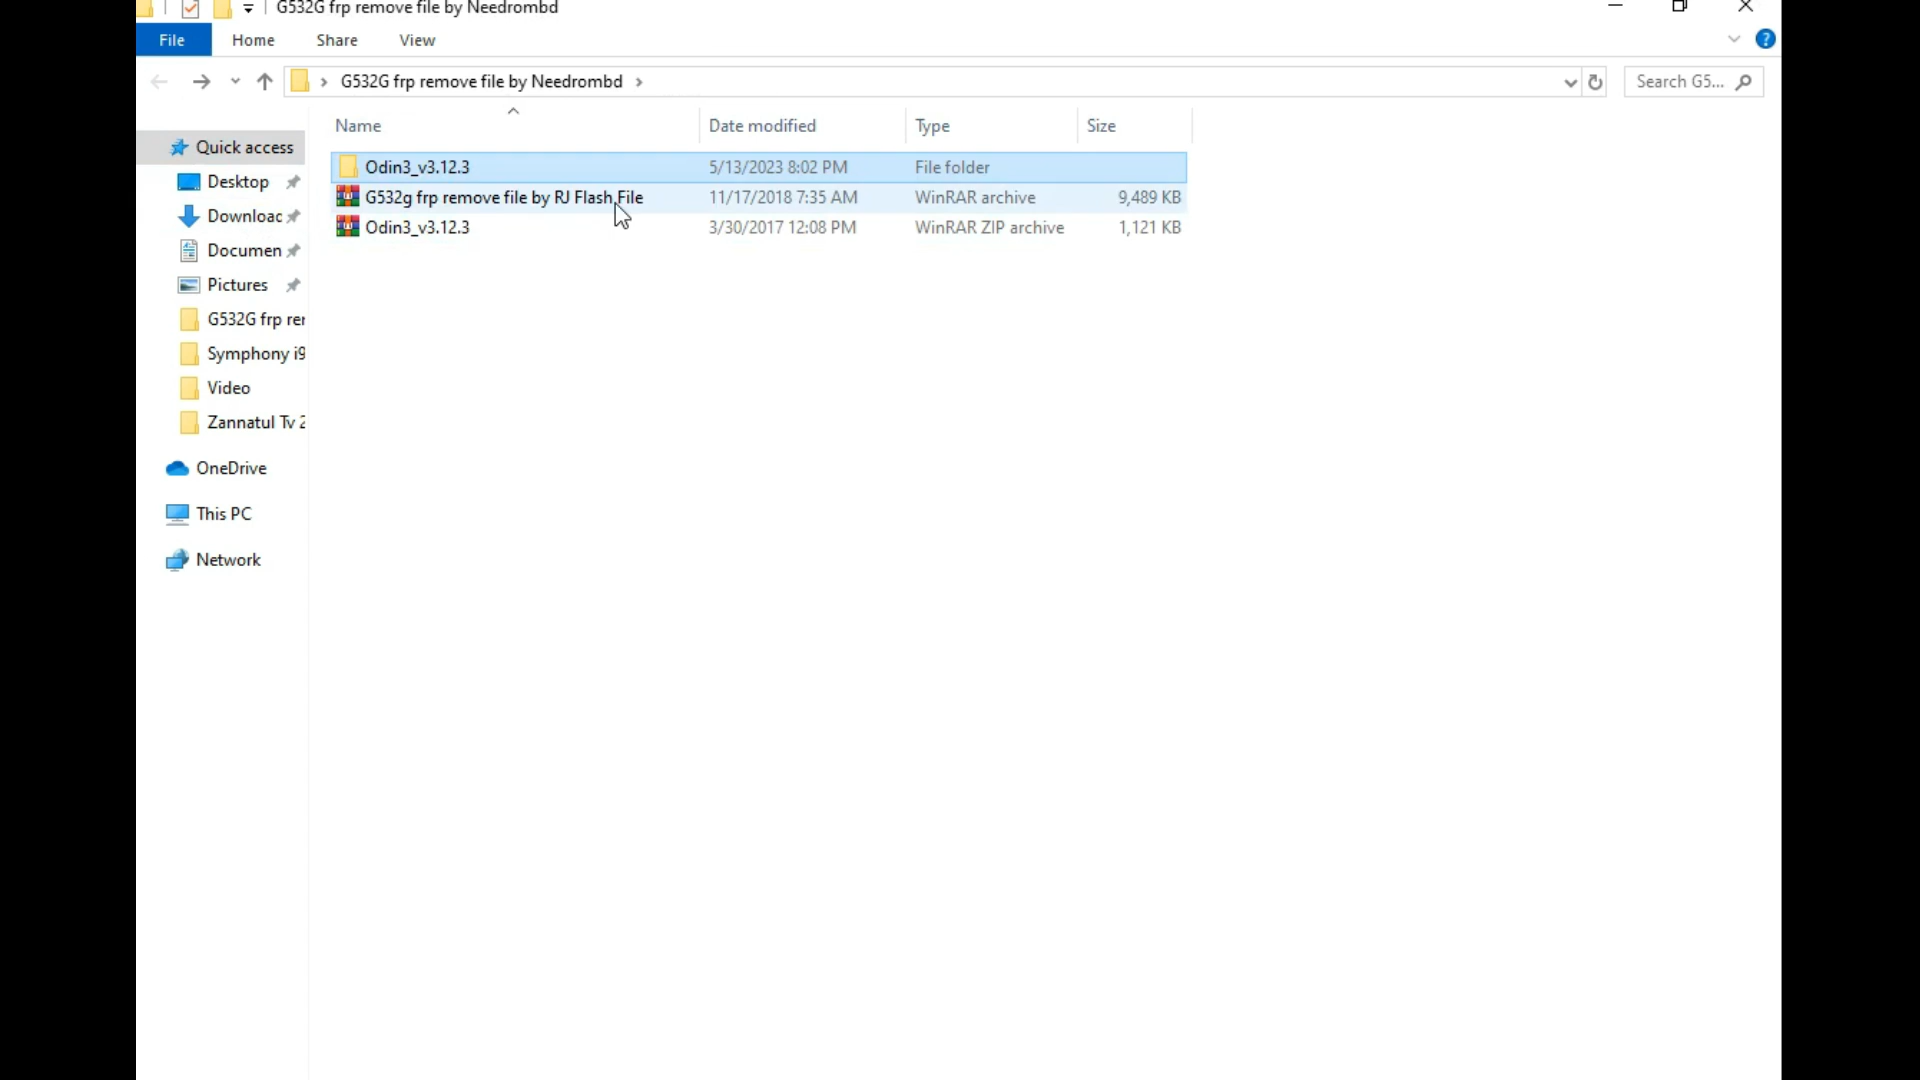 G532G frp remove file by Needrombd
File Home Share View
G532G frp remove file by Needrombd
Search G5...
Name Date modified Type Size
Quick access
Desktop
Downloac
Documen
Pictures
G532G frp rer
Symphony i9
Video
Zannatul Tv 2
OneDrive
This PC
Network
Odin3_v3.12.3 5/13/2023 8:02 PM File folder
G532g frp remove file by RJ Flash File 11/17/2018 7:35 AM WinRAR archive 9,489 KB
Odin3_v3.12.3 3/30/2017 12:08 PM WinRAR ZIP archive 1,121 KB